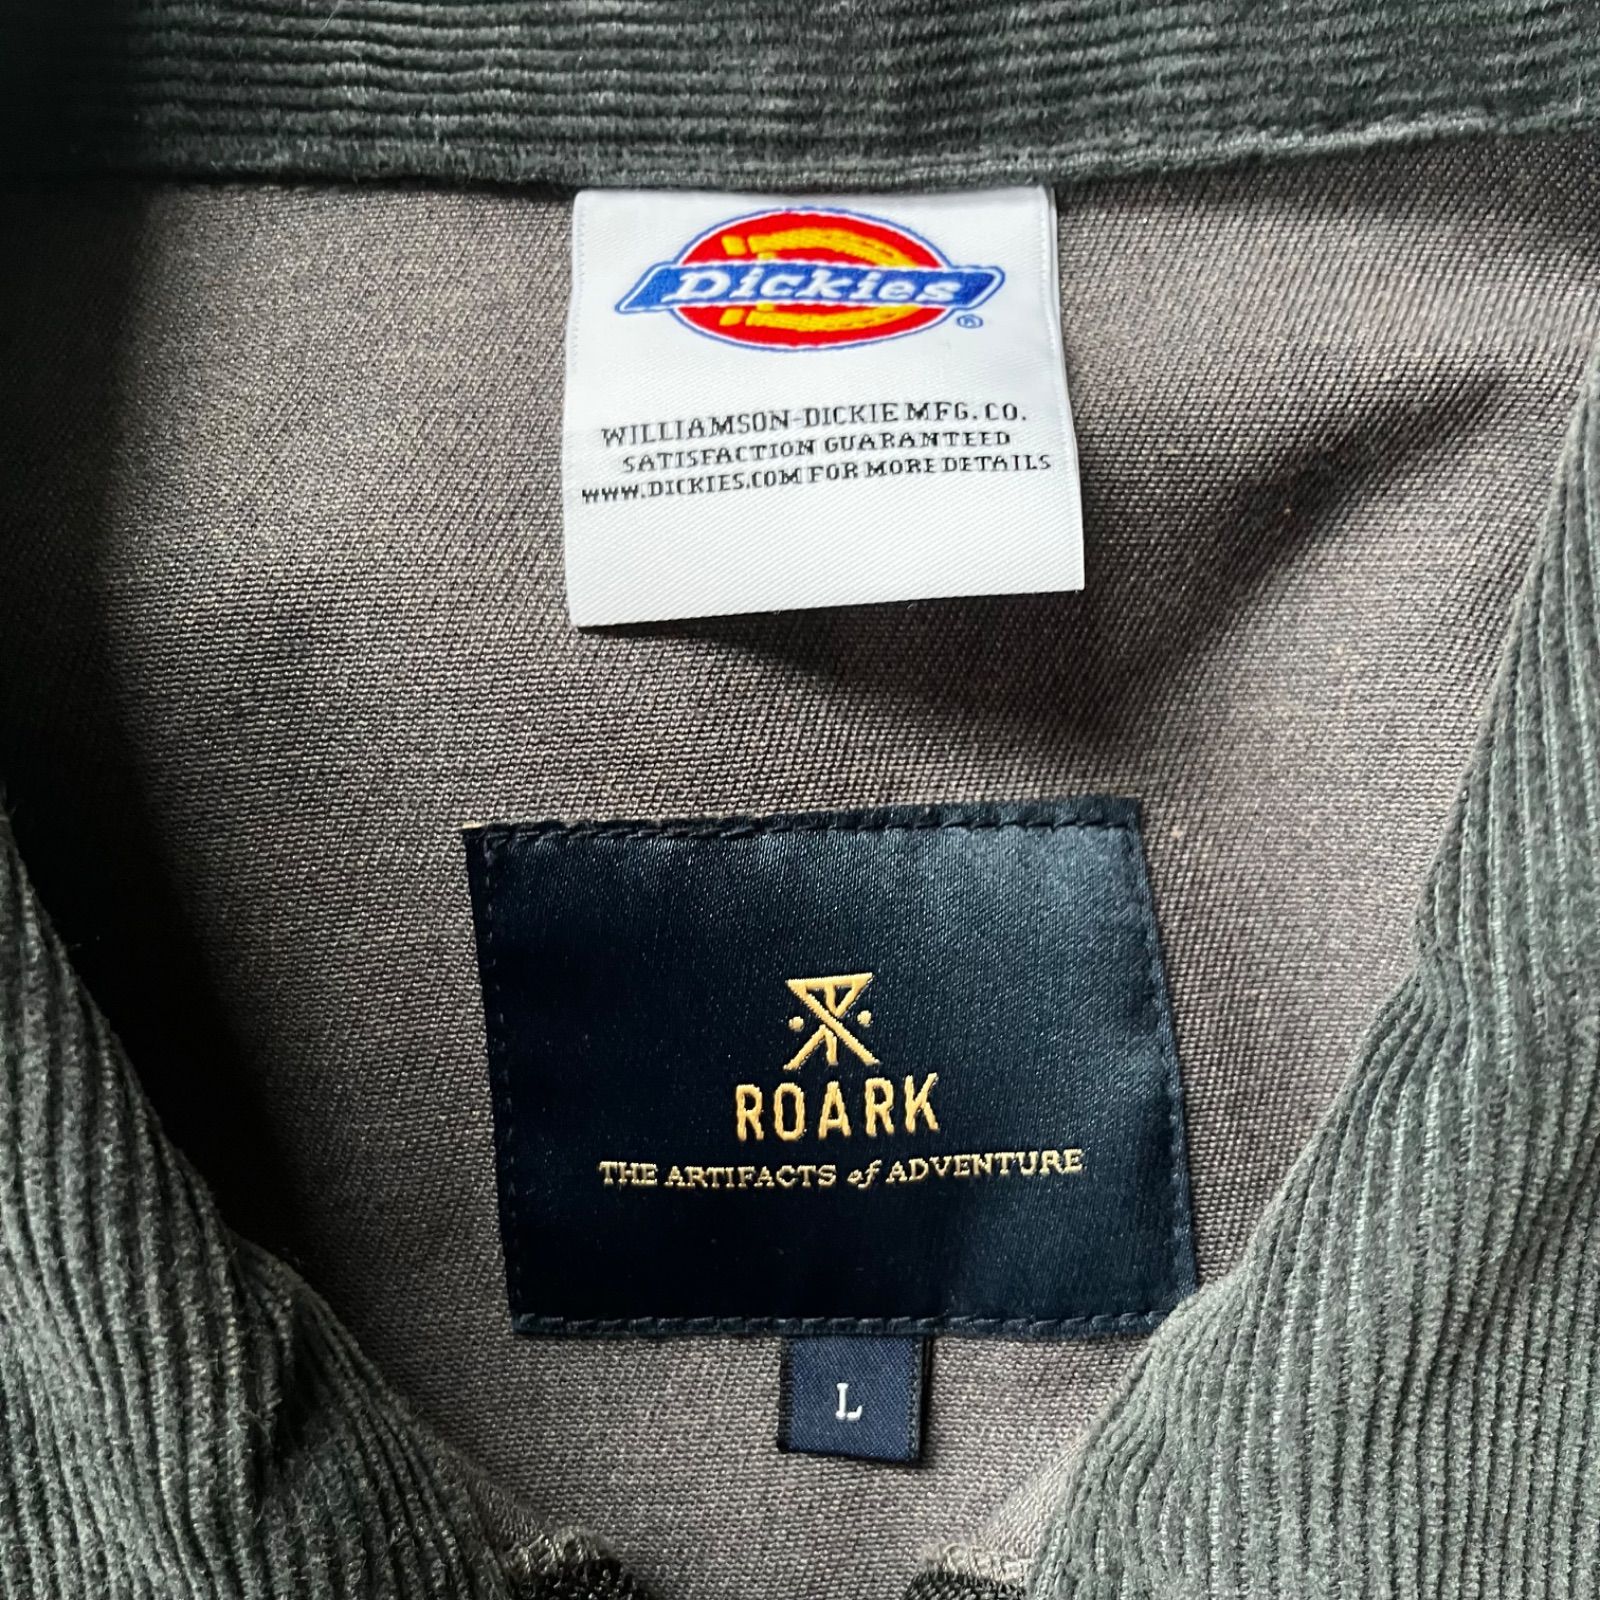 Dickies®
WILLIAMSON-DICKIE MFG. CO.
SATISFACTION GUARANTEED
WWW.DICKIES.COM FOR MORE DETAILS
ROARK
THE ARTIFACTS of ADVENTURE
L